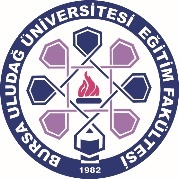 BURSA ULUDAĞ ÜNİVERSİTESİ EĞİTİM FAKÜLTESİ
1982